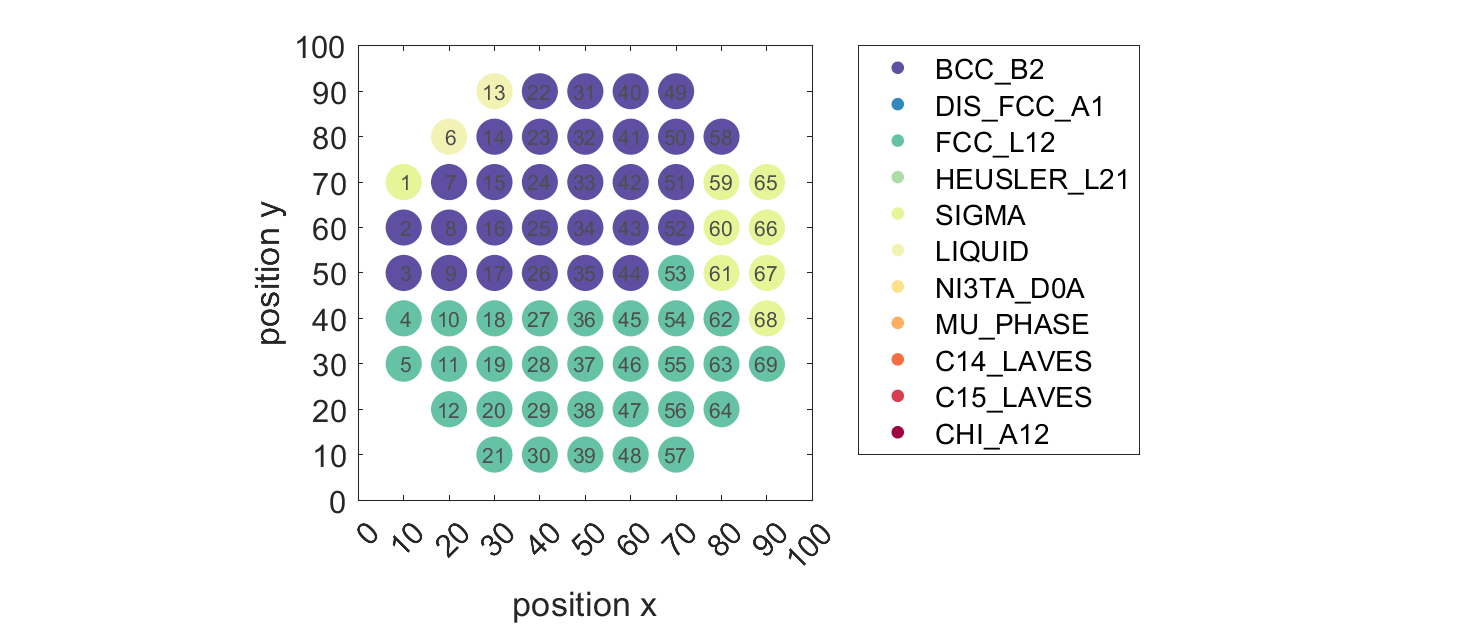 100
90
80
70
60
50
40
30
20
10
0
position y
13 22 31 40 49
6 14 23 32 41 50 58
1 7 15 24 33 42 51 59 65
2 8 16 25 34 43 52 60 66
3 9 17 26 35 44 53 61 67
4 10 18 27 36 45 54 62 68
5 11 19 28 37 46 55 63 69
12 20 29 38 47 56 64
21 30 39 48 57
0 10 20 30 40 50 60 70 80 90 100
position x
BCC_B2
DIS_FCC_A1
FCC_L12
HEUSLER_L21
SIGMA
LIQUID
NI3TA_D0A
MU_PHASE
C14_LAVES
C15_LAVES
CHI_A12